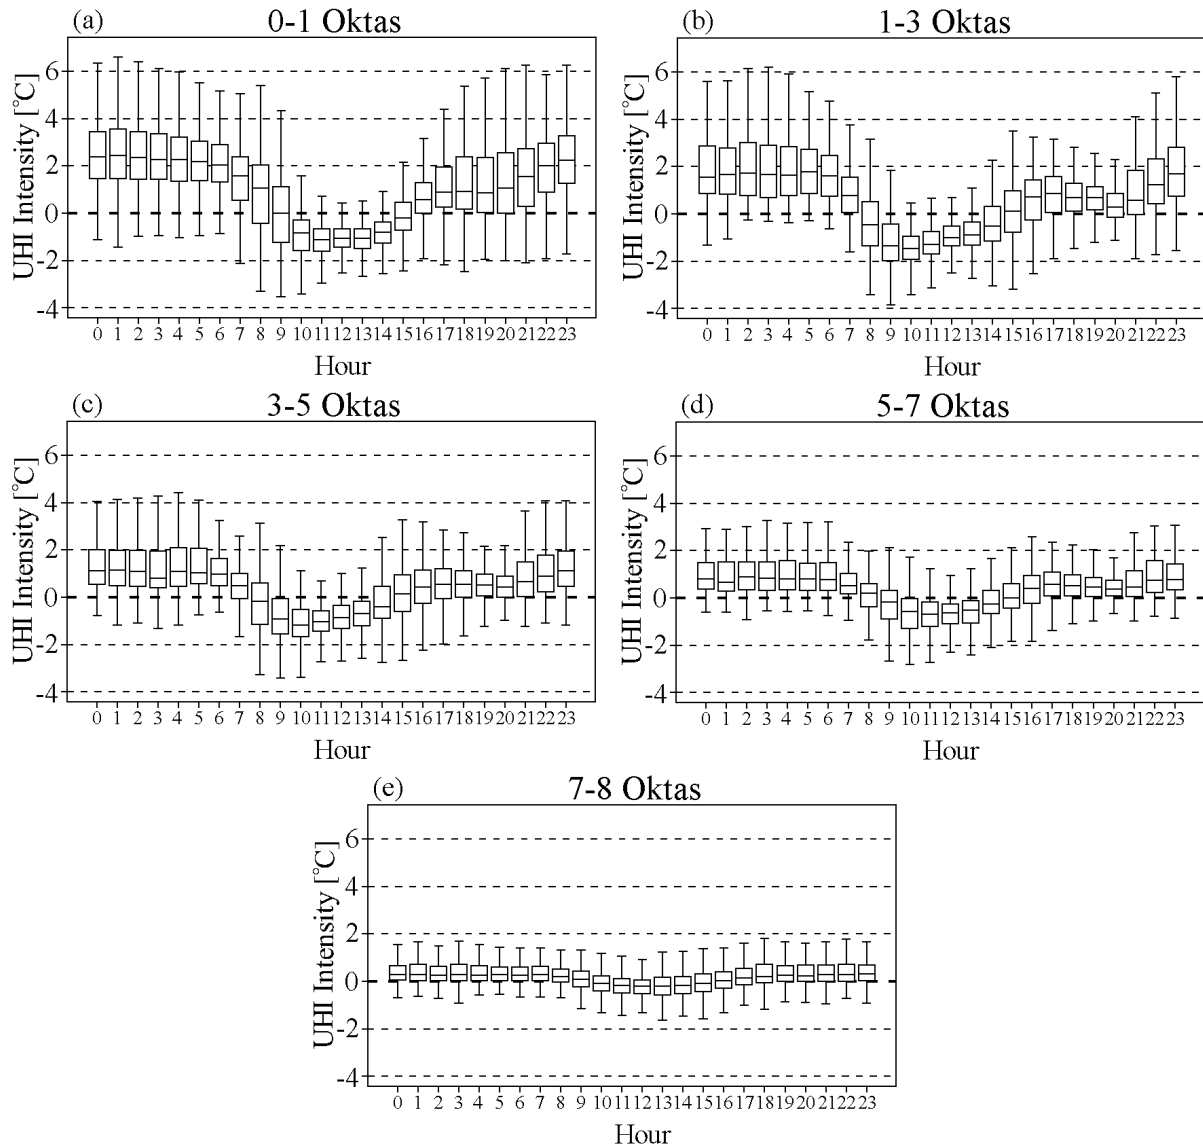 (a) 0-1 Oktas
UHI Intensity [℃]
6
4
2
0
-2
-4
0 1 2 3 4 5 6 7 8 9 10 11 12 13 14 15 16 17 18 19 20 21 22 23
Hour
(b) 1-3 Oktas
UHI Intensity [℃]
6
4
2
0
-2
-4
0 1 2 3 4 5 6 7 8 9 10 11 12 13 14 15 16 17 18 19 20 21 22 23
Hour
(c) 3-5 Oktas
UHI Intensity [℃]
6
4
2
0
-2
-4
0 1 2 3 4 5 6 7 8 9 10 11 12 13 14 15 16 17 18 19 20 21 22 23
Hour
(d) 5-7 Oktas
UHI Intensity [℃]
6
4
2
0
-2
-4
0 1 2 3 4 5 6 7 8 9 10 11 12 13 14 15 16 17 18 19 20 21 22 23
Hour
(e) 7-8 Oktas
UHI Intensity [℃]
6
4
2
0
-2
-4
0 1 2 3 4 5 6 7 8 9 10 11 12 13 14 15 16 17 18 19 20 21 22 23
Hour